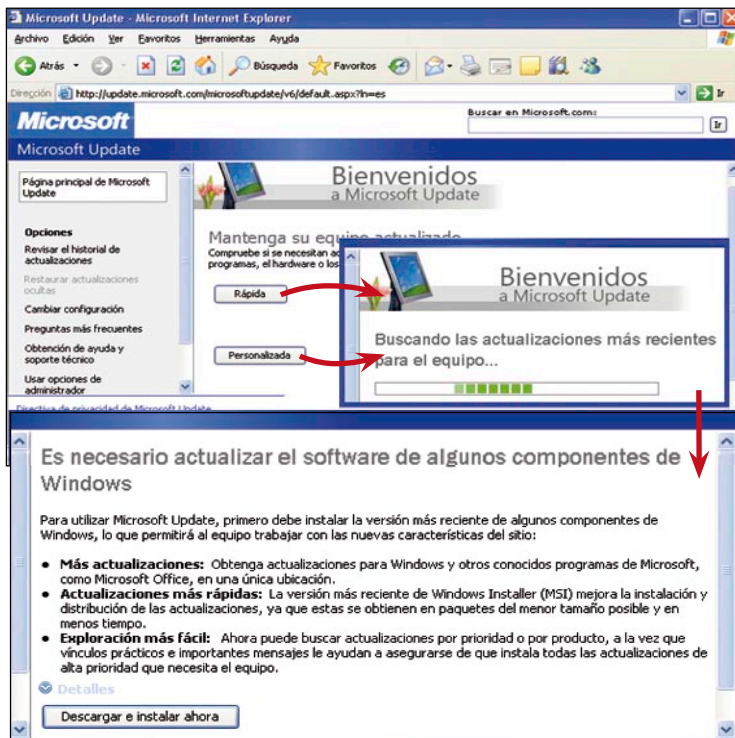 Microsoft Update - Microsoft Internet Explorer
Archivo Edición Ver Favoritos Herramientas Ayuda
Atrás Búsqueda Favoritos
Dirección http://update.microsoft.com/microsoftupdate/v6/default.aspx?ln=es Ir
Microsoft
Buscar en Microsoft.com:
Ir
Microsoft Update
Página principal de Microsoft
Update
Opciones
Revisar el historial de
actualizaciones
Restaurar actualizaciones
ocultas
Cambiar configuración
Preguntas más frecuentes
Obtención de ayuda y
soporte técnico
Usar opciones de
administrador
Directiva de privacidad de Microsoft Update
Bienvenidos
a Microsoft Update
Mantenga su equipo actualizado
Compruebe si se necesitan
programas, el hardware o los
Rápida
Personalizada
Bienvenidos
a Microsoft Update
Buscando las actualizaciones más recientes
para el equipo...
Es necesario actualizar el software de algunos componentes de
Windows
Para utilizar Microsoft Update, primero debe instalar la versión más reciente de algunos componentes de
Windows, lo que permitirá al equipo trabajar con las nuevas características del sitio:
• Más actualizaciones: Obtenga actualizaciones para Windows y otros conocidos programas de Microsoft,
como Microsoft Office, en una única ubicación.
• Actualizaciones más rápidas: La versión más reciente de Windows Installer (MSI) mejora la instalación y
distribución de las actualizaciones, ya que estas se obtienen en paquetes del menor tamaño posible y en
menos tiempo.
• Exploración más fácil: Ahora puede buscar actualizaciones por prioridad o por producto, a la vez que
vínculos prácticos e importantes mensajes le ayudan a asegurarse de que instala todas las actualizaciones de
alta prioridad que necesita el equipo.
Detalles
Descargar e instalar ahora